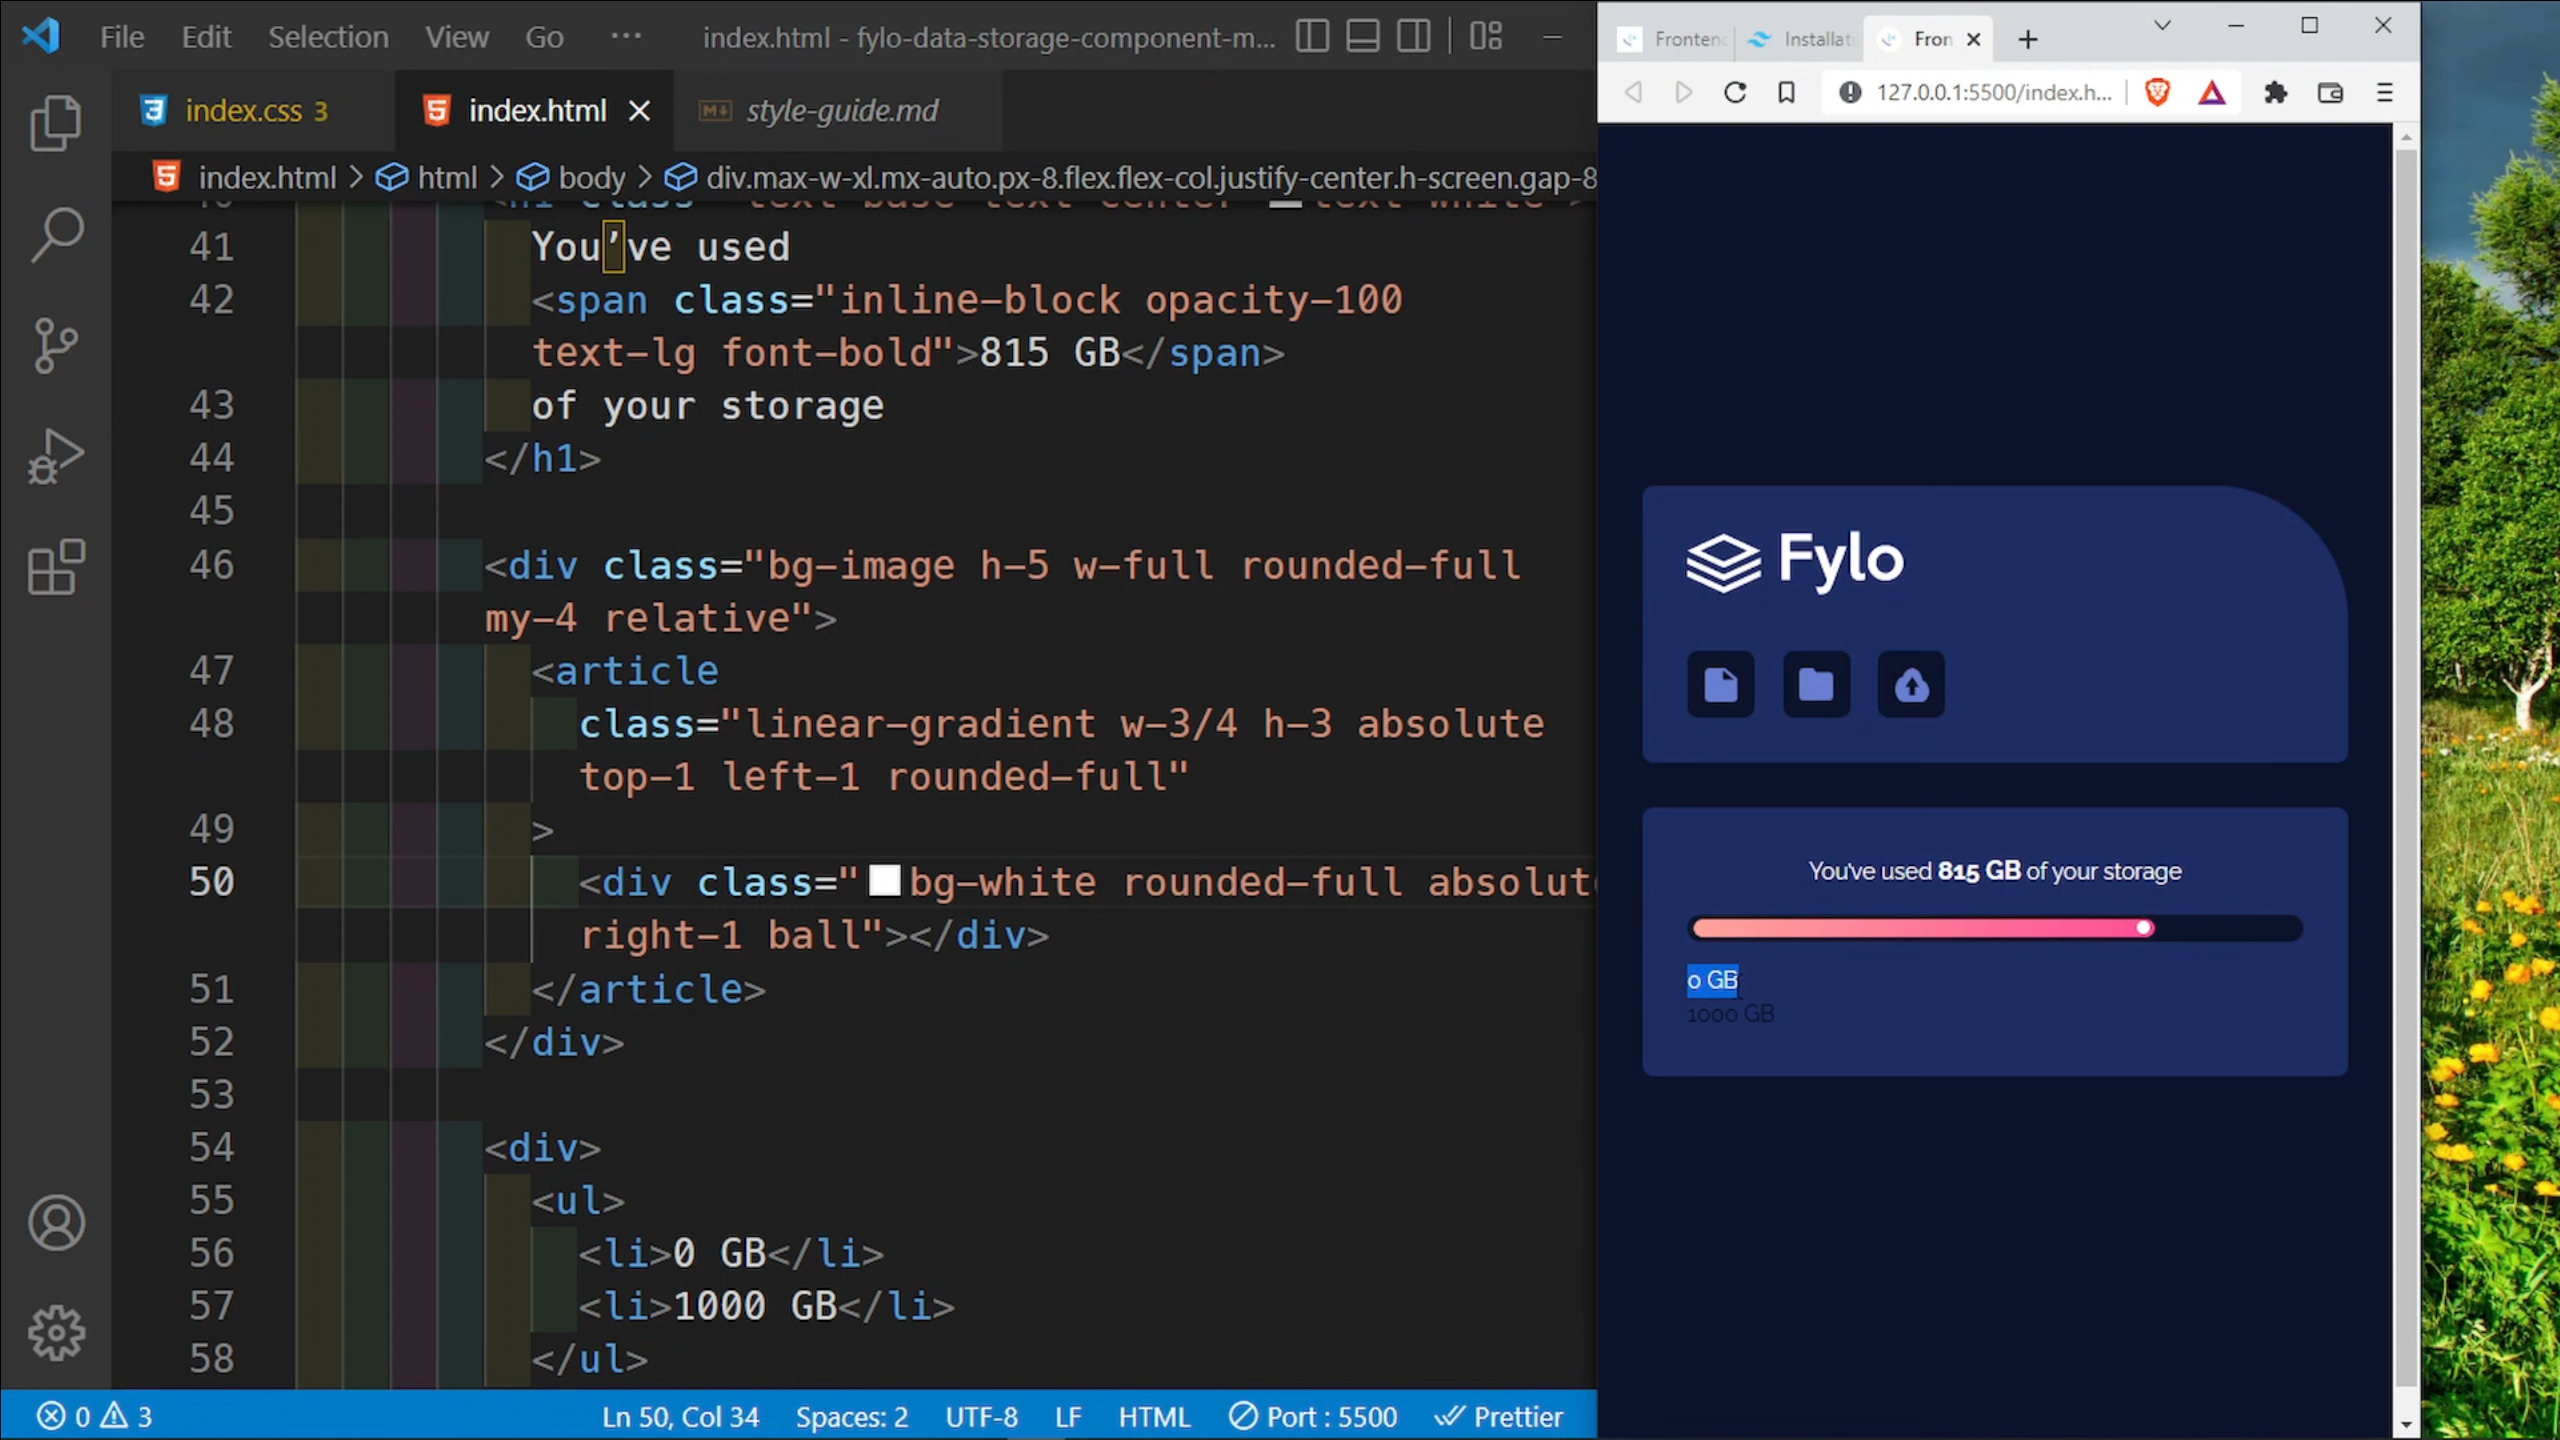 File Edit Selection View Go ··· index.html - fylo-data-storage-component-m...
index.css 3 index.html style-guide.md
index.html > html > body > div.max-w-xl.mx-auto.px-8.flex.flex-col.justify-center.h-screen.gap-8
41 You’ve used
42 <span class="inline-block opacity-100
text-lg font-bold">815 GB</span>
43 of your storage
44 </h1>
45
46 <div class="bg-image h-5 w-full rounded-full
my-4 relative">
47 <article
48 class="linear-gradient w-3/4 h-3 absolute
top-1 left-1 rounded-full"
49 >
50 <div class="bg-white rounded-full absolute
right-1 ball"></div>
51 </article>
52 </div>
53
54 <div>
55 <ul>
56 <li>0 GB</li>
57 <li>1000 GB</li>
58 </ul>
0 3 Ln 50, Col 34 Spaces: 2 UTF-8 LF HTML Port : 5500 Prettier
Frontend Installat Fron
127.0.0.1:5500/index.h...
Fylo
You've used 815 GB of your storage
0 GB
1000 GB